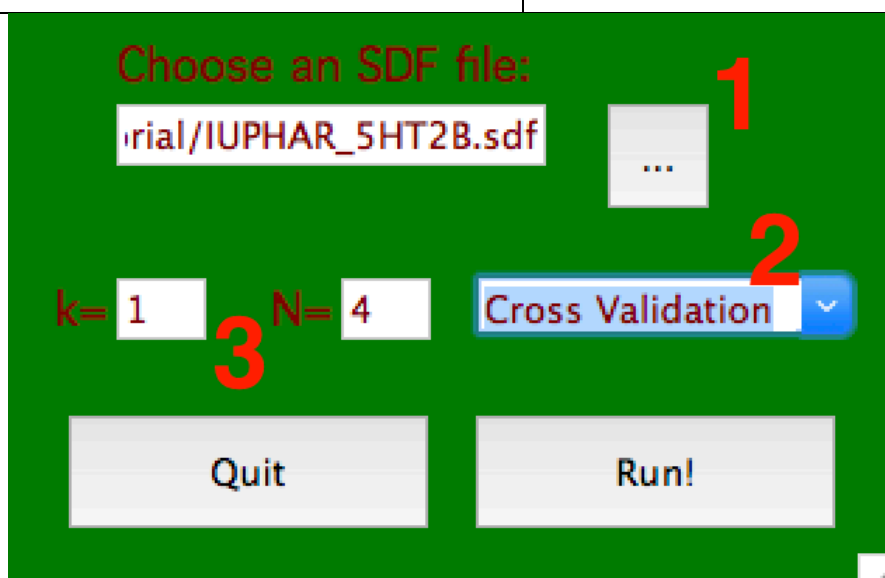 Choose an SDF file:
1
rial/IUPHAR_5HT2B.sdf
...
2
k= 1 N= 4 Cross Validation
3
Quit Run!